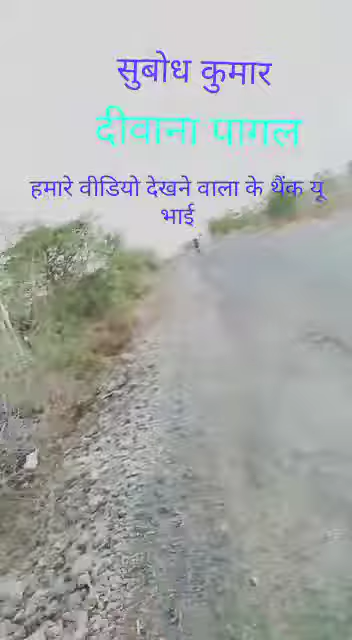 सुबोध कुमार
दीवाना पागल
हमारे वीडियो देखने वाला के थैंक यू
भाई